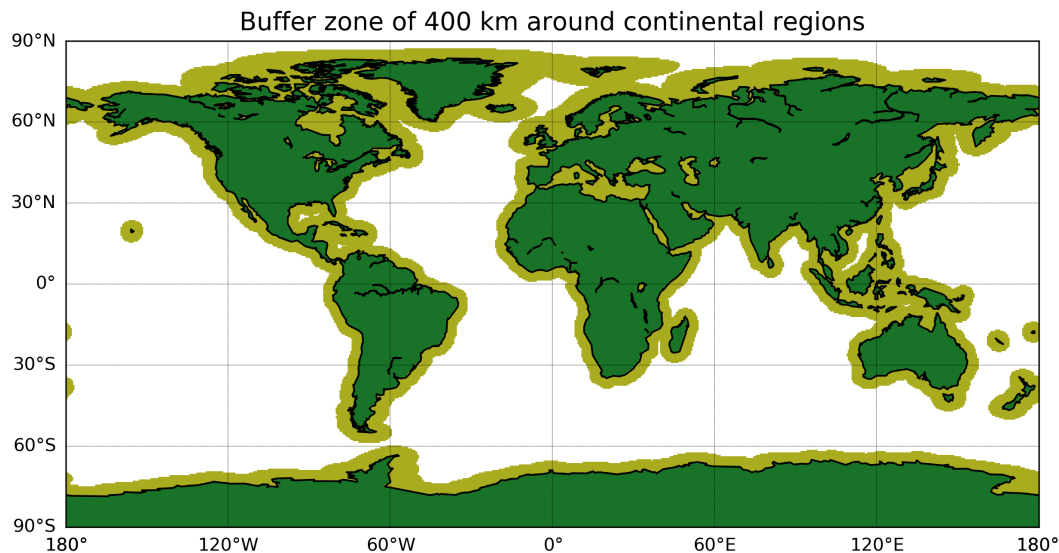 Buffer zone of 400 km around continental regions
90°N
60°N
30°N
0°
30°S
60°S
90°S
180° 120°W 60°W 0° 60°E 120°E 180°